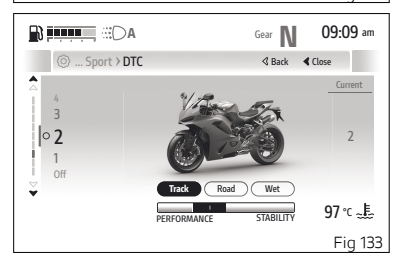 A
Gear N 09:09 am
... Sport › DTC
Back Close
Current
4
3
2
2
1
Off
Track Road Wet
PERFORMANCE STABILITY
97 °C
Fig 133